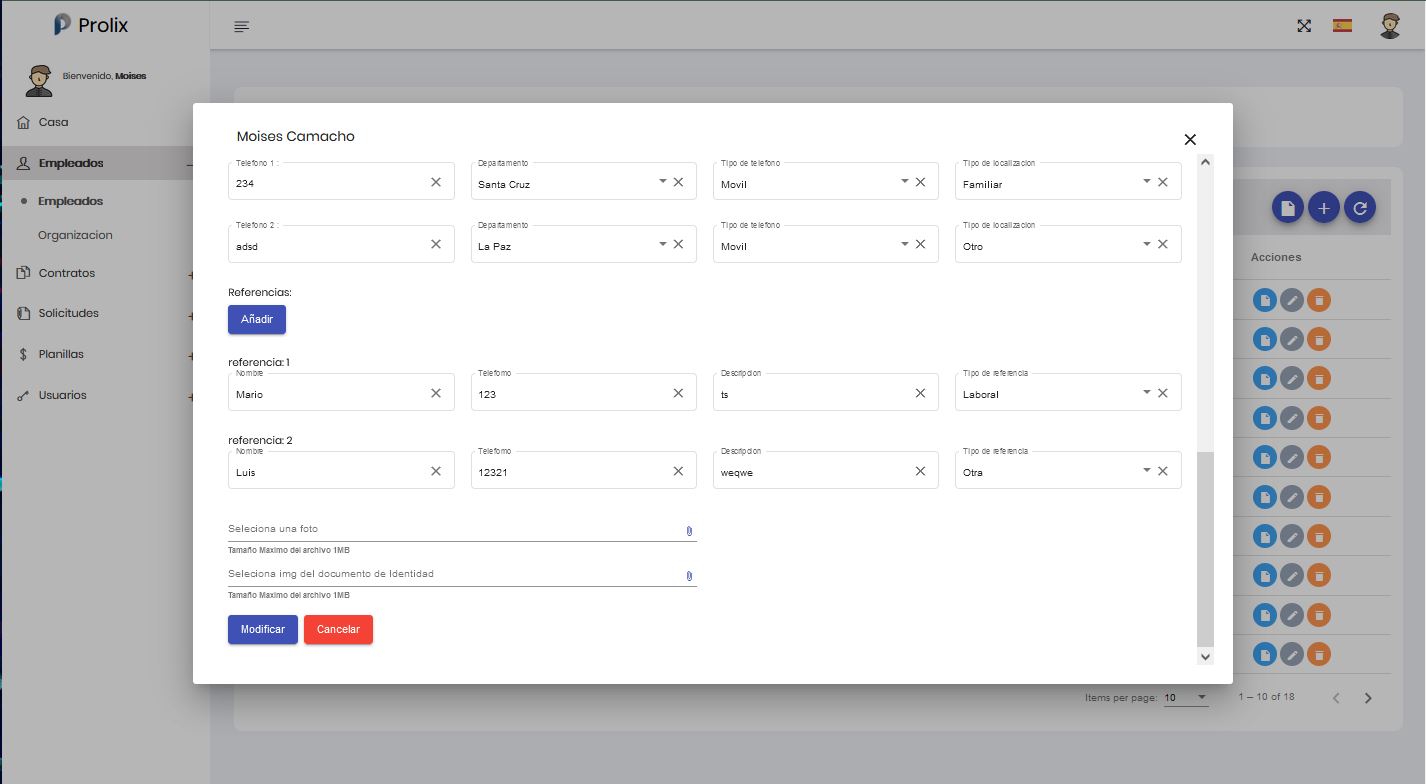 Prolix
Bienvenido, Moises
Casa
Empleados
Empleados
Organizacion
Contratos
Solicitudes
Planillas
Usuarios
Moises Camacho
Telefono 1 :
234
Departamento
Santa Cruz
Tipo de telefono
Movil
Tipo de localizacion
Familiar
Telefono 2 :
adsd
Departamento
La Paz
Tipo de telefono
Movil
Tipo de localizacion
Otro
Referencias:
Añadir
referencia: 1
Nombre
Mario
Telefomo
123
Descripcion
ts
Tipo de referencia
Laboral
referencia: 2
Nombre
Luis
Telefomo
12321
Descripcion
weqwe
Tipo de referencia
Otra
Seleciona una foto
Tamaño Maximo del archivo 1MB
Seleciona img del documento de Identidad
Tamaño Maximo del archivo 1MB
Modificar
Cancelar
Acciones
Items per page: 10
1 – 10 of 18